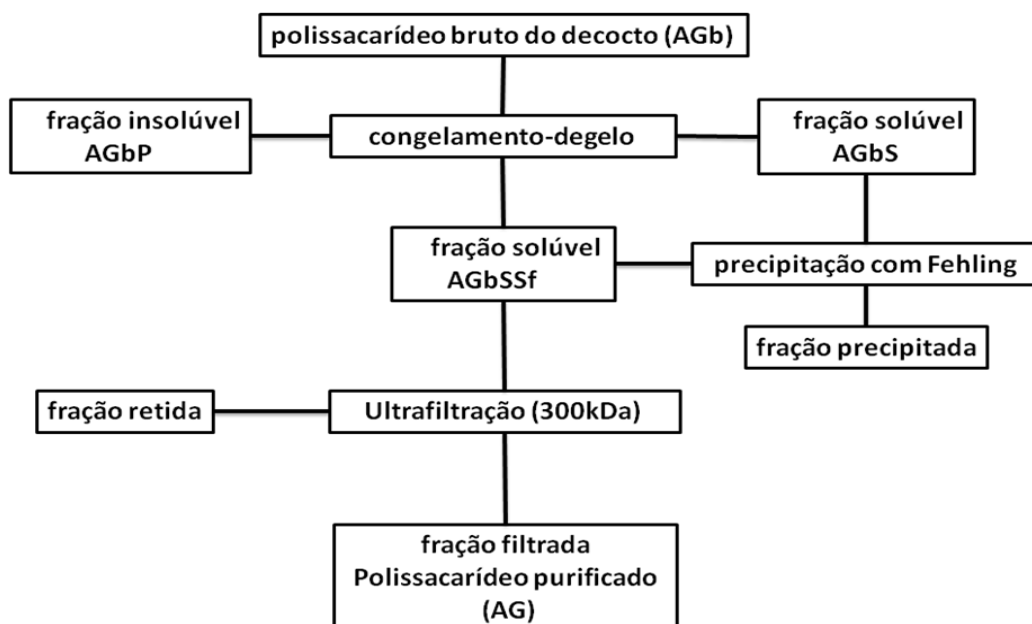 polissacarídeo bruto do decocto (AGb)
fração insolúvel
AGbP
congelamento-degelo
fração solúvel
AGbS
fração solúvel
AGbSSf
precipitação com Fehling
fração precipitada
fração retida
Ultrafiltração (300kDa)
fração filtrada
Polissacarídeo purificado
(AG)